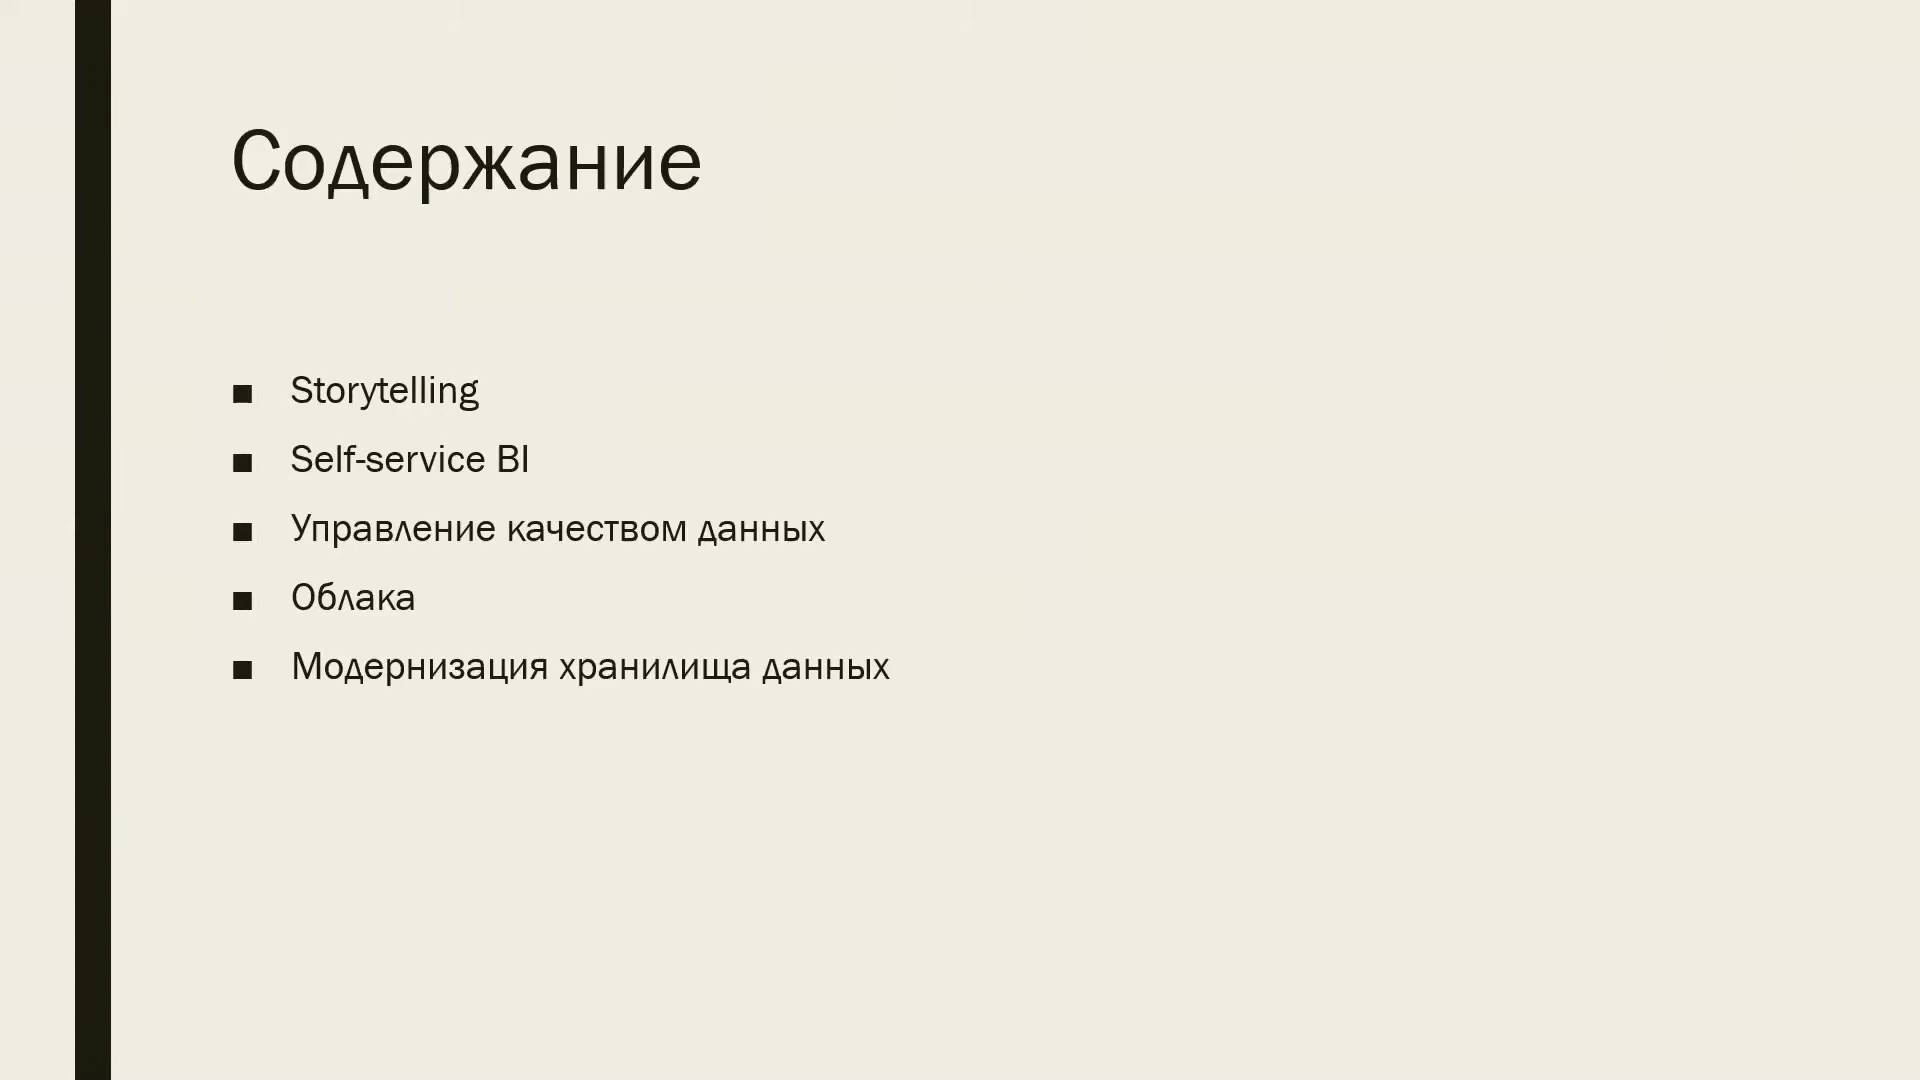 Содержание
■ Storytelling
■ Self-service BI
■ Управление качеством данных
■ Облака
■ Модернизация хранилища данных